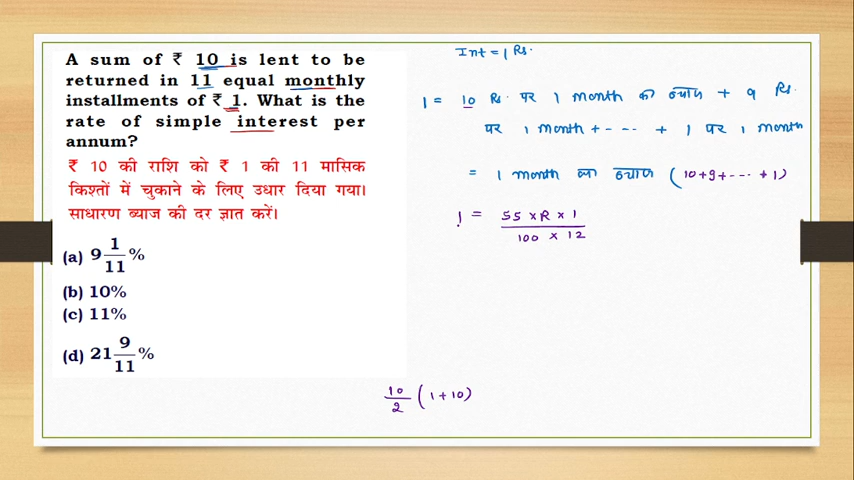 A sum of ₹ 10 is lent to be
returned in 11 equal monthly
installments of ₹ 1. What is the
rate of simple interest per
annum?
₹ 10 की राशि को ₹ 1 की 11 मासिक
किश्तों में चुकाने के लिए उधार दिया गया।
साधारण ब्याज की दर ज्ञात करें।
(a) 9 1/11 %
(b) 10%
(c) 11%
(d) 21 9/11 %
Int = 1 Rs.
1 = 10 Rs. पर 1 month का ब्याज + 9 Rs.
पर 1 month + --- + 1 पर 1 month
= 1 month का ब्याज (10+9+---+1)
1 = 55 × R × 1 / 100 × 12
10/2 (1+10)